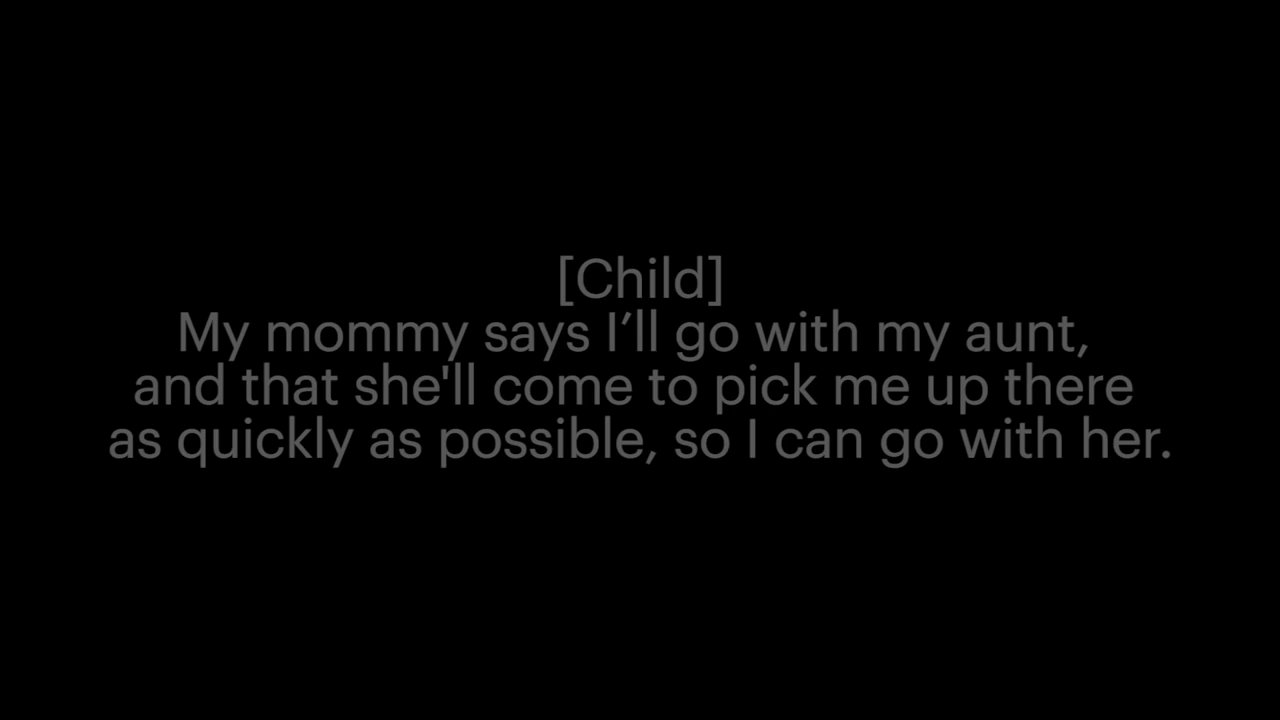 [Child]
My mommy says I’ll go with my aunt,
and that she'll come to pick me up there
as quickly as possible, so I can go with her.